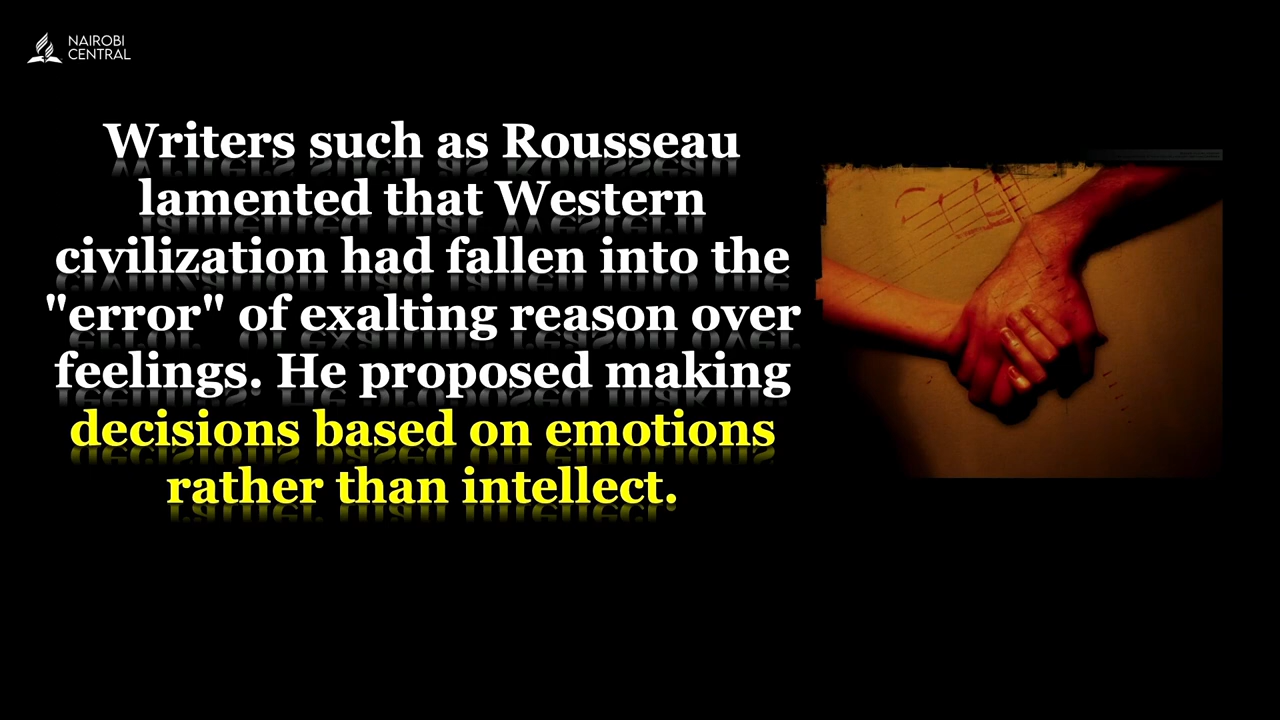 NAIROBI
CENTRAL
Writers such as Rousseau
lamented that Western
civilization had fallen into the
"error" of exalting reason over
feelings. He proposed making
decisions based on emotions
rather than intellect.